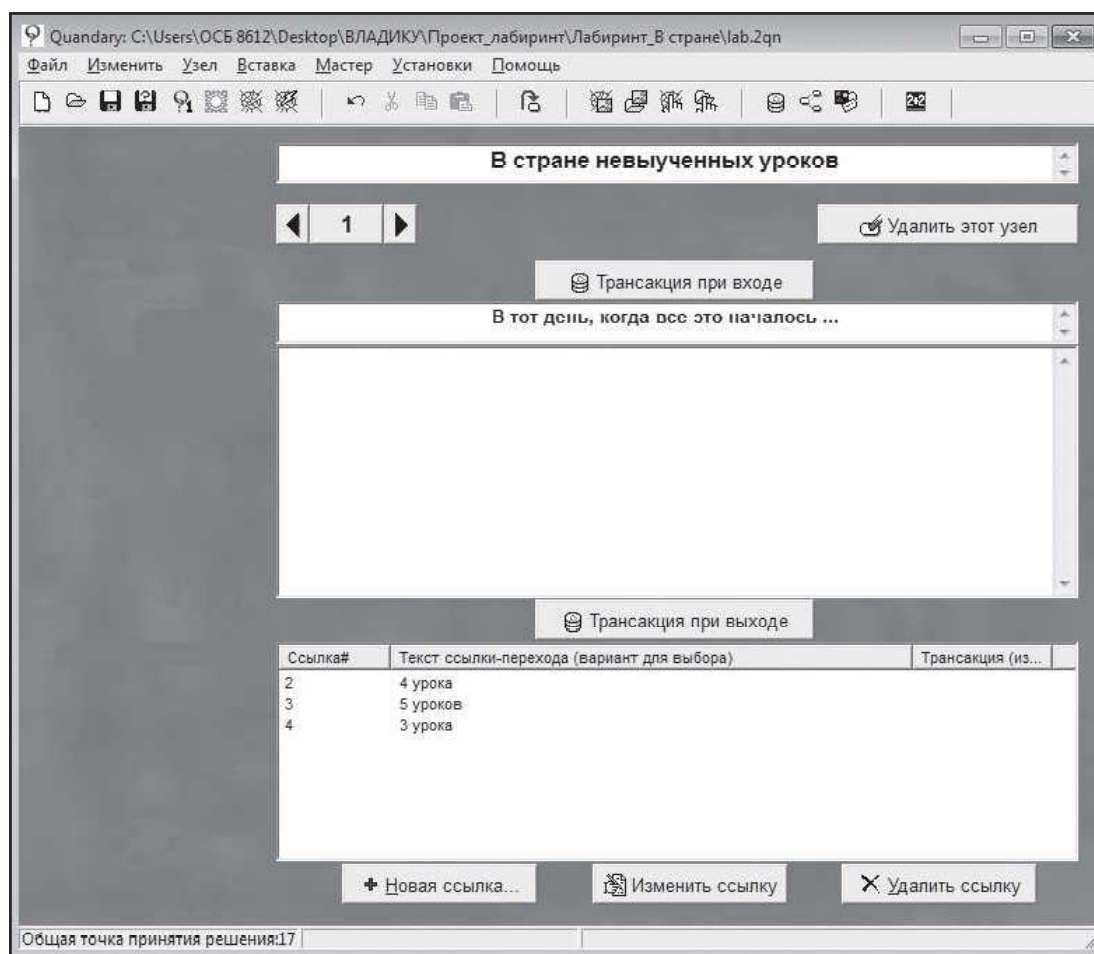 Quandary: C:\Users\ОСБ 8612\Desktop\ВЛАДИКУ\Проект_лабиринт\Лабиринт_В стране\lab.2qn
Файл Изменить Узел Вставка Мастер Установки Помощь
В стране невыученных уроков
1
Удалить этот узел
Трансакция при входе
В тот день, когда все это началось ...
Трансакция при выходе
Ссылка# Текст ссылки-перехода (вариант для выбора) Трансакция (из...
2 4 урока
3 5 уроков
4 3 урока
Новая ссылка... Изменить ссылку Удалить ссылку
Общая точка принятия решения:17